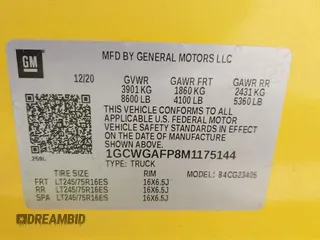 GM
MFD BY GENERAL MOTORS LLC
12/20 GVWR GAWR FRT GAWR RR
3901 KG 1860 KG 2431 KG
8600 LB 4100 LB 5360 LB
THIS VEHICLE CONFORMS TO ALL
APPLICABLE U.S. FEDERAL MOTOR
VEHICLE SAFETY STANDARDS IN EFFECT
ON THE DATE OF MANUFACTURE
SHOWN ABOVE.
1GCWGAFP8M1175144
TYPE: TRUCK MODEL: B4CG23405
TIRE SIZE RIM
FRT LT245/75R16ES 16X6.5J
RR LT245/75R16ES 16X6.5J
SPA LT245/75R16ES 16X6.5J
DREAMBID